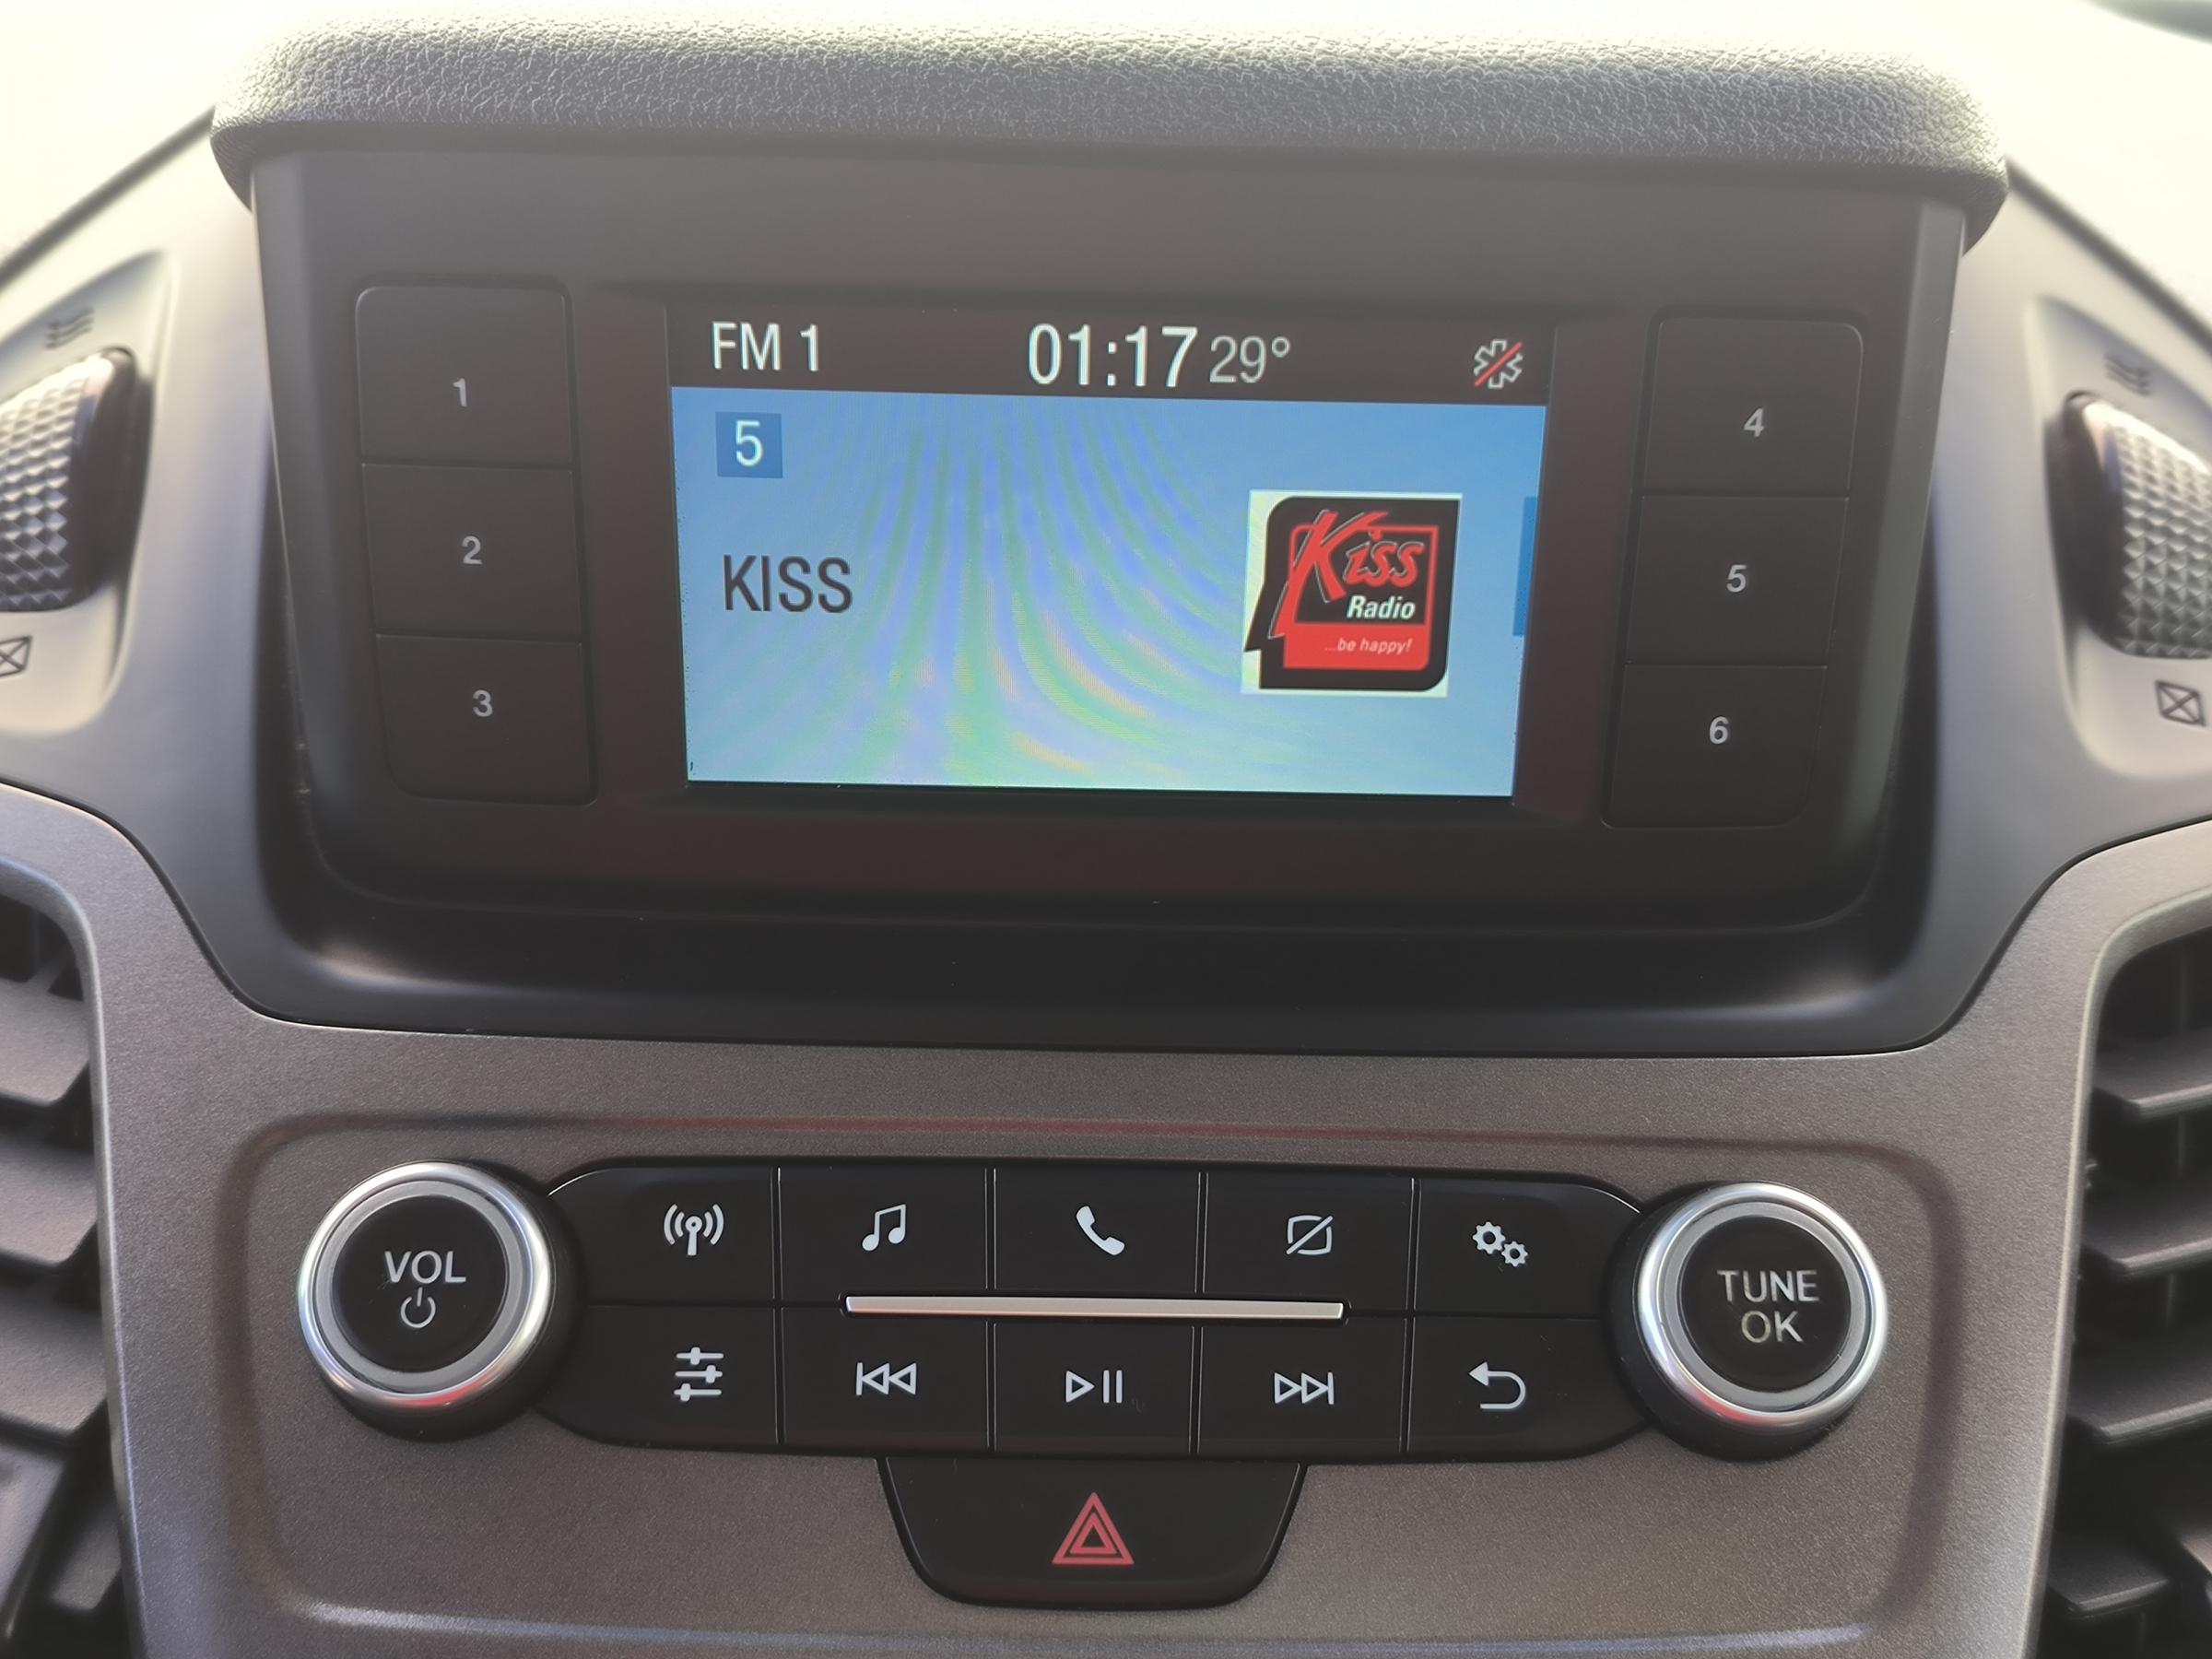 FM 1
01:17 29°
5
KISS
Kiss
Radio
...be happy!
1
2
3
4
5
6
VOL
TUNE
OK